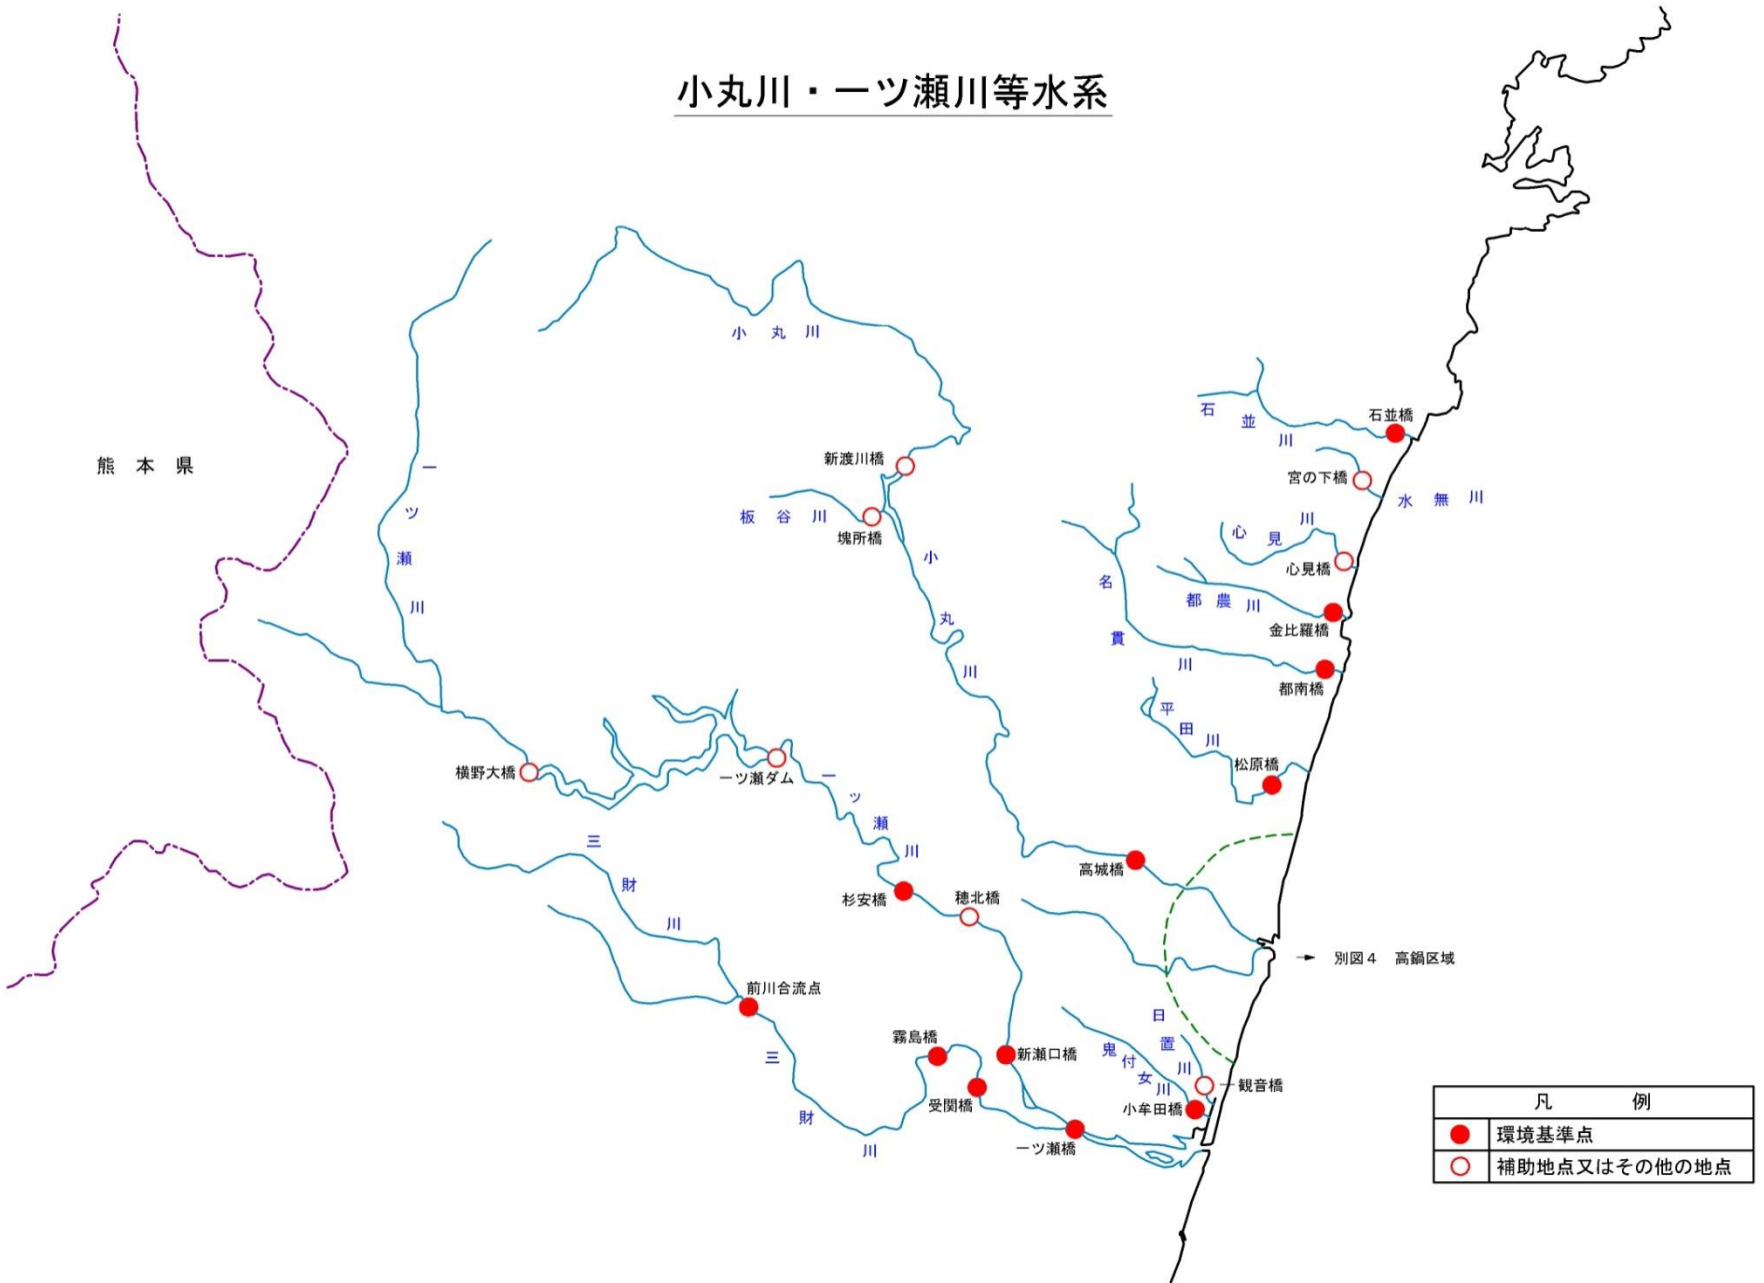 小丸川・一ツ瀬川等水系
小丸川
石並橋
石並川
熊本県
新渡川橋
宮の下橋
水無川
一ツ瀬川
板谷川
塊所橋
心見川
心見橋
小丸川
名貫川
都農川
金比羅橋
都南橋
平田川
松原橋
横野大橋
一ツ瀬ダム
一ツ瀬川
三財川
高城橋
杉安橋
穂北橋
→ 別図4 高鍋区域
前川合流点
日置川
霧島橋
新瀬口橋
鬼付女川
三財川
観音橋
受関橋
小牟田橋
一ツ瀬橋
凡例
環境基準点
補助地点又はその他の地点